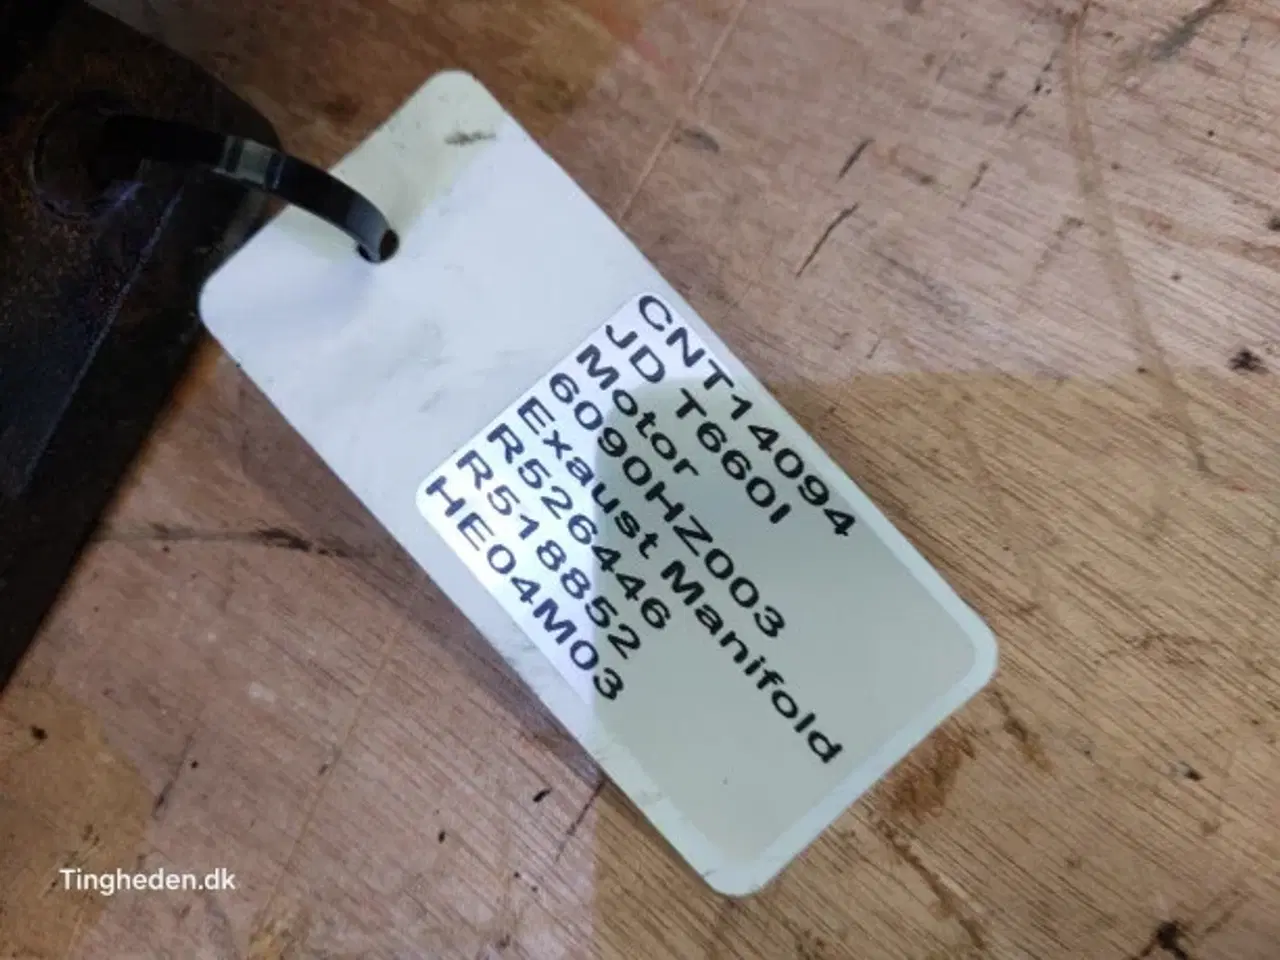 CNT14094
JD T660I
Motor
6090HZ003
Exaust Manifold
R526446
R518852
HE04M03
Tingheden.dk